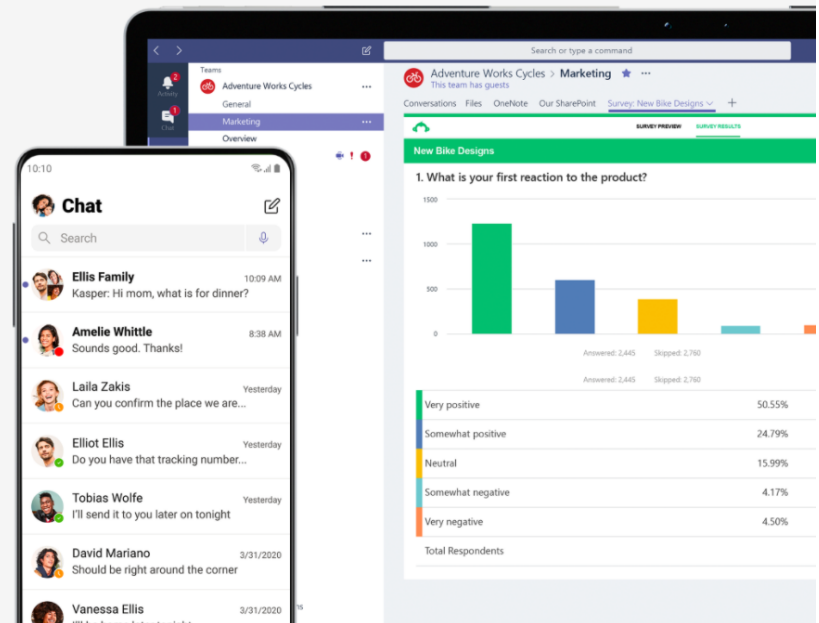 Search or type a command
Teams
Adventure Works Cycles
General
Marketing
Overview
2
Activity
1
Chat
1
Adventure Works Cycles > Marketing
This team has guests
Conversations Files OneNote Our SharePoint Survey: New Bike Designs
SURVEY PREVIEW SURVEY RESULTS
New Bike Designs
1. What is your first reaction to the product?
1500
1000
500
0
Answered: 2,445 Skipped: 2,760
Answered: 2,445 Skipped: 2,760
Very positive 50.55%
Somewhat positive 24.79%
Neutral 15.99%
Somewhat negative 4.17%
Very negative 4.50%
Total Respondents
10:10
Chat
Search
Ellis Family 10:09 AM
Kasper: Hi mom, what is for dinner?
Amelie Whittle 8:38 AM
Sounds good. Thanks!
Laila Zakis Yesterday
Can you confirm the place we are...
Elliot Ellis Yesterday
Do you have that tracking number...
Tobias Wolfe Yesterday
I'll send it to you later on tonight
David Mariano 3/31/2020
Should be right around the corner
Vanessa Ellis 3/31/2020